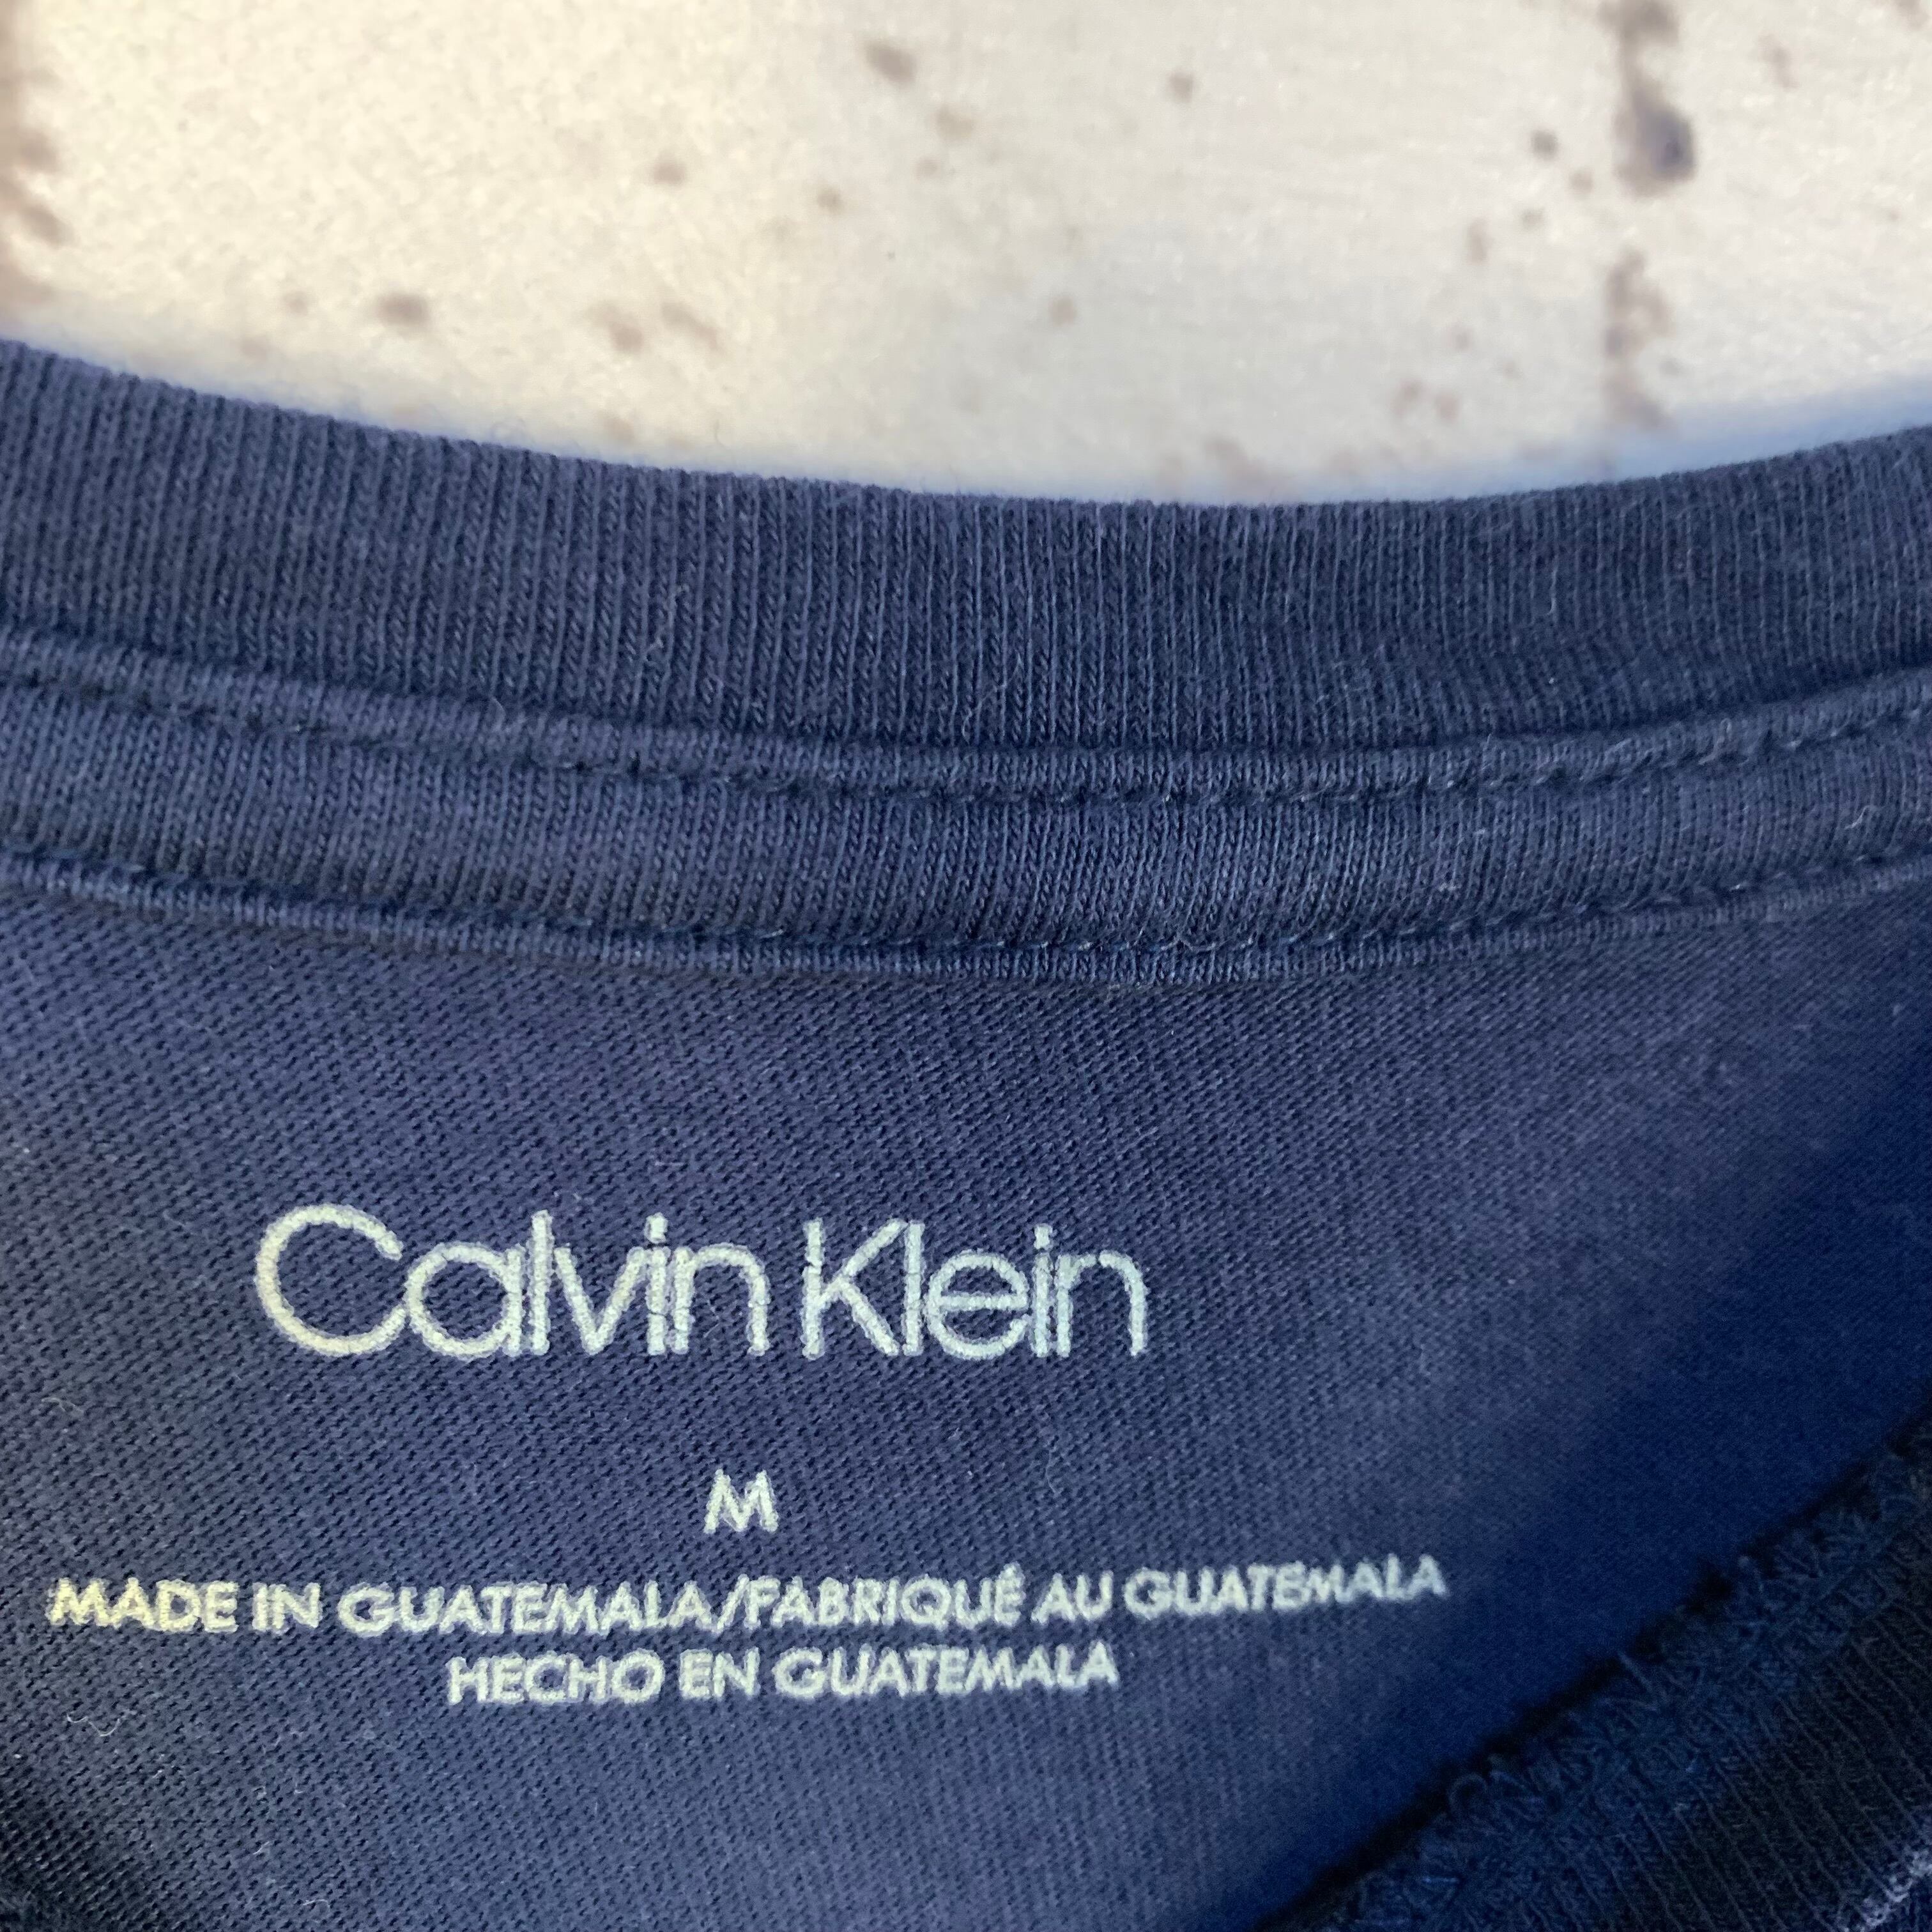 Calvin Klein
M
MADE IN GUATEMALA/FABRIQUÉ AU GUATEMALA
HECHO EN GUATEMALA